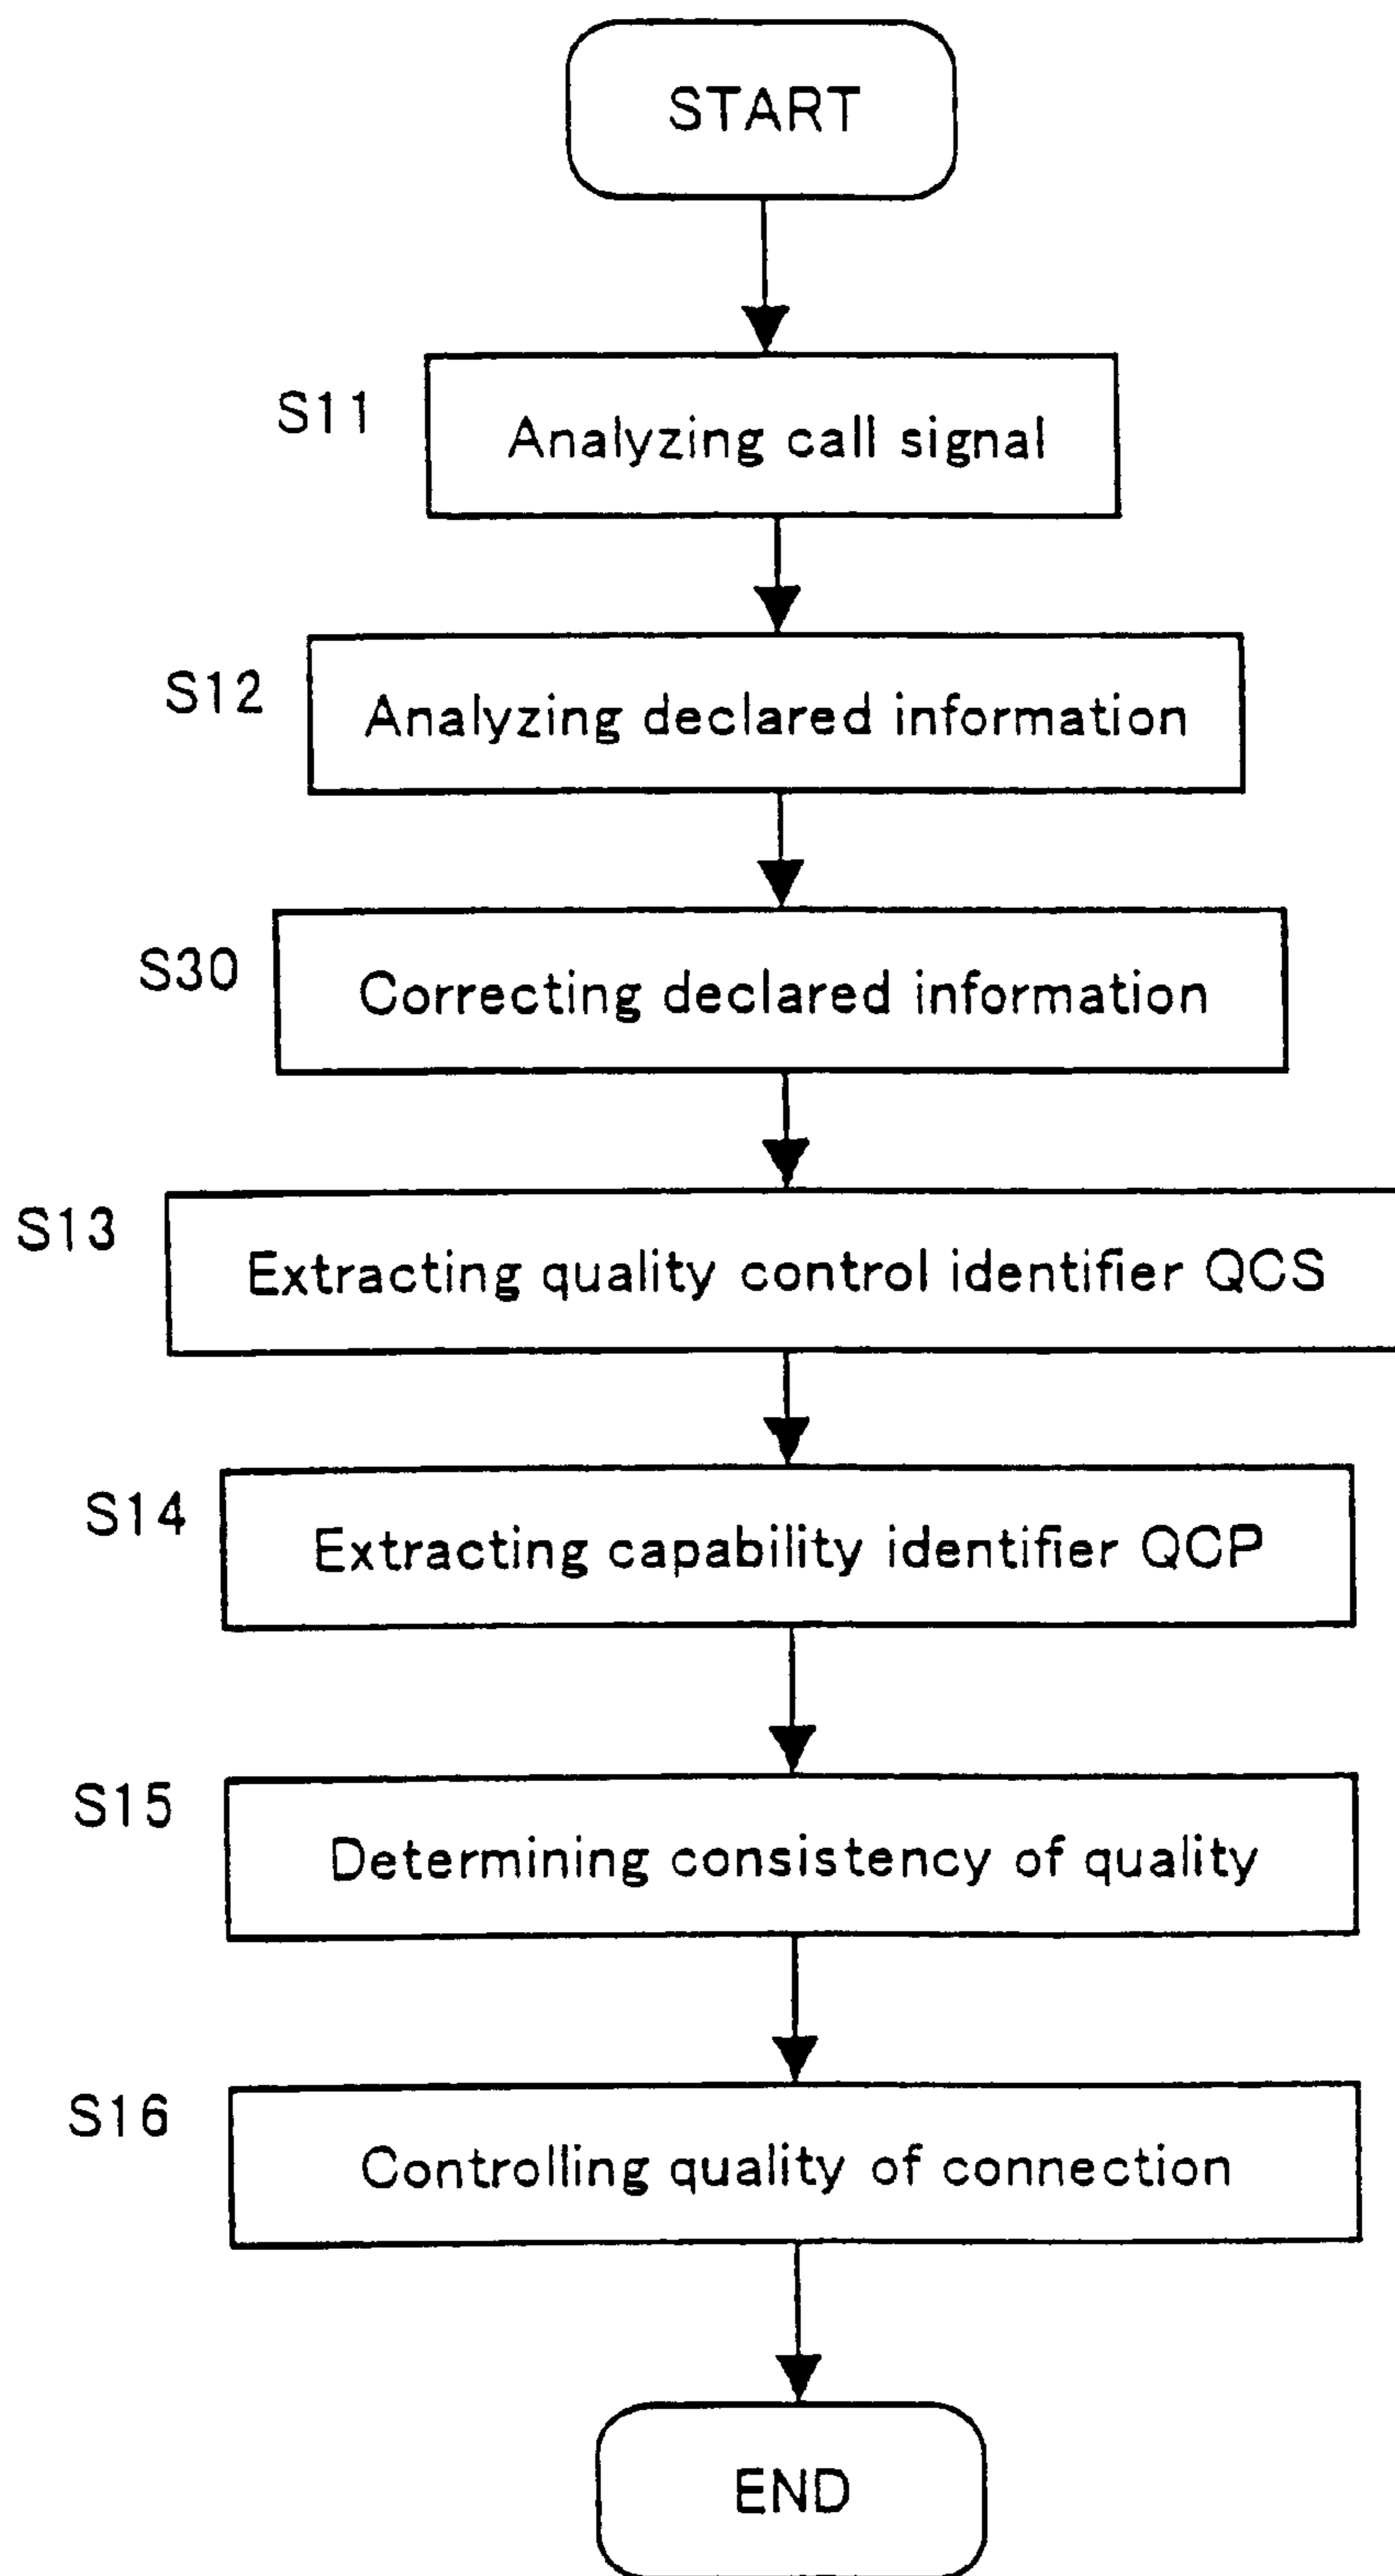 START
S11
Analyzing call signal
S12
Analyzing declared information
S30
Correcting declared information
S13
Extracting quality control identifier QCS
S14
Extracting capability identifier QCP
S15
Determining consistency of quality
S16
Controlling quality of connection
END